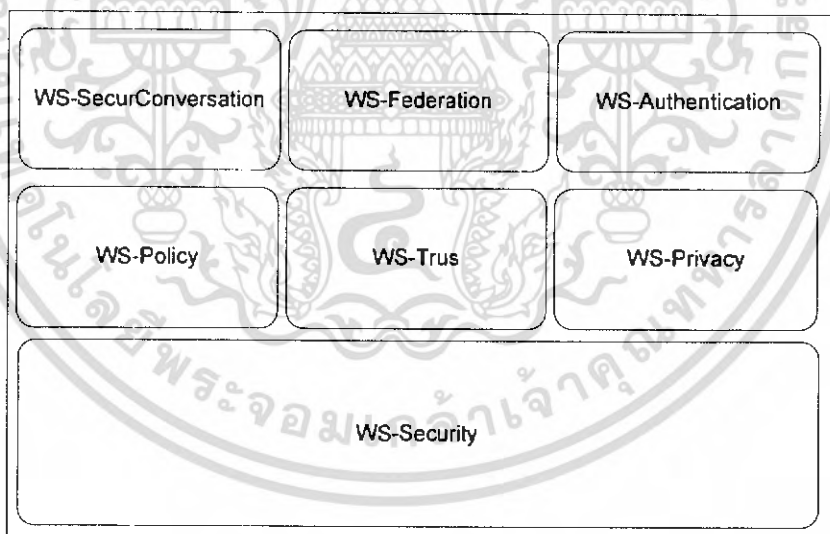 WS-SecurConversation
WS-Federation
WS-Authentication
WS-Policy
WS-Trus
WS-Privacy
WS-Security